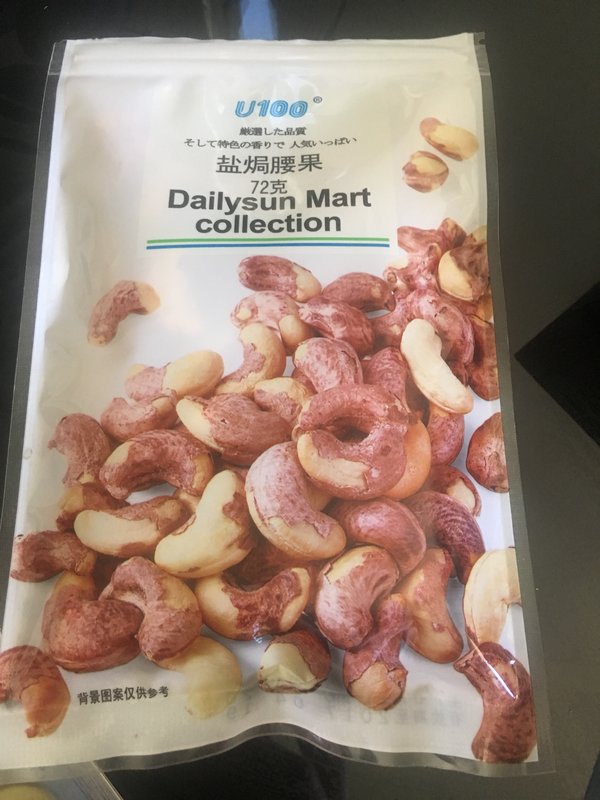 U100®
厳選した品質
そして特色の香りで 人気いっぱい
盐焗腰果
72克
Dailysun Mart
collection
背景图案仅供参考